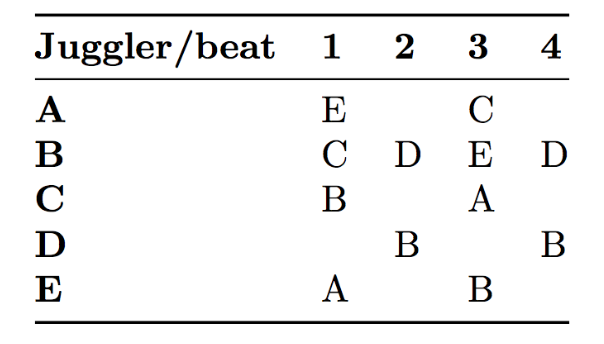 Juggler/beat 1 2 3 4
A E C
B C D E D
C B A
D B B
E A B